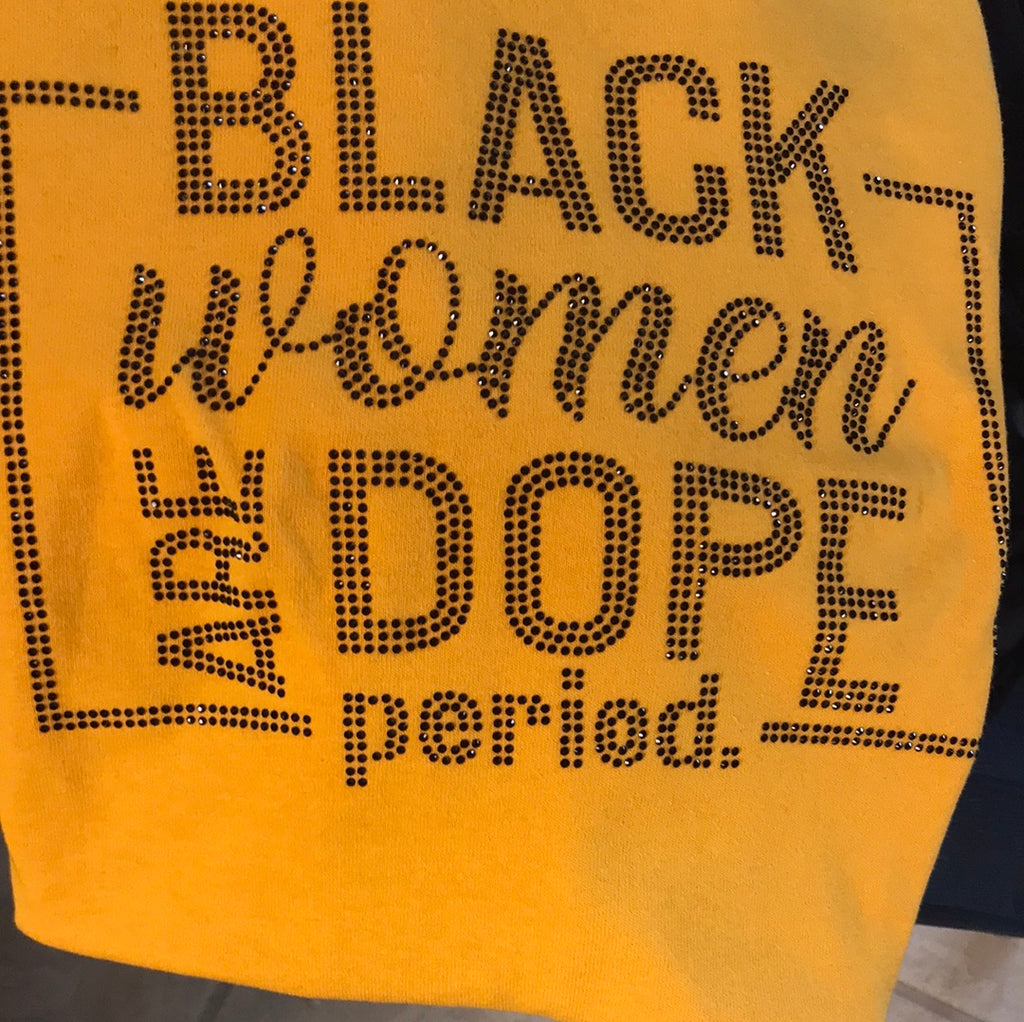 BLACK
women
ARE DOPE
period.